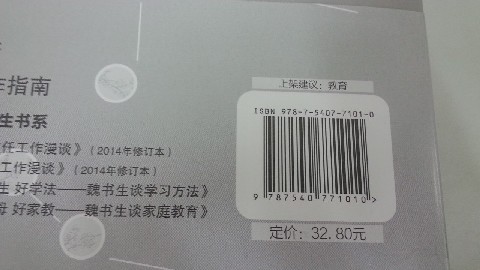 作指南
生书系
任工作漫谈》(2014年修订本)
工作漫谈》(2014年修订本)
生 好学法——魏书生谈学习方法》
母 好家教——魏书生谈家庭教育》
上架建议：教育
ISBN 978-7-5407-7101-0
9 787540 771010 >
定价：32.80元